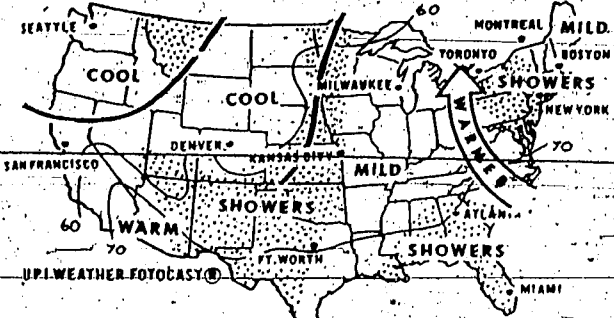 60
MONTREAL
MILD
SEATTLE
TORONTO
BOSTON
COOL
COOL
MILWAUKEE
SHOWERS
NEW YORK
WARMER
DENVER
KANSAS CITY
70
SAN FRANCISCO
MILD
SHOWERS
60
WARM
ATLANTA
70
FT. WORTH
SHOWERS
U.P.I. WEATHER FOTOCAST ®
MIAMI